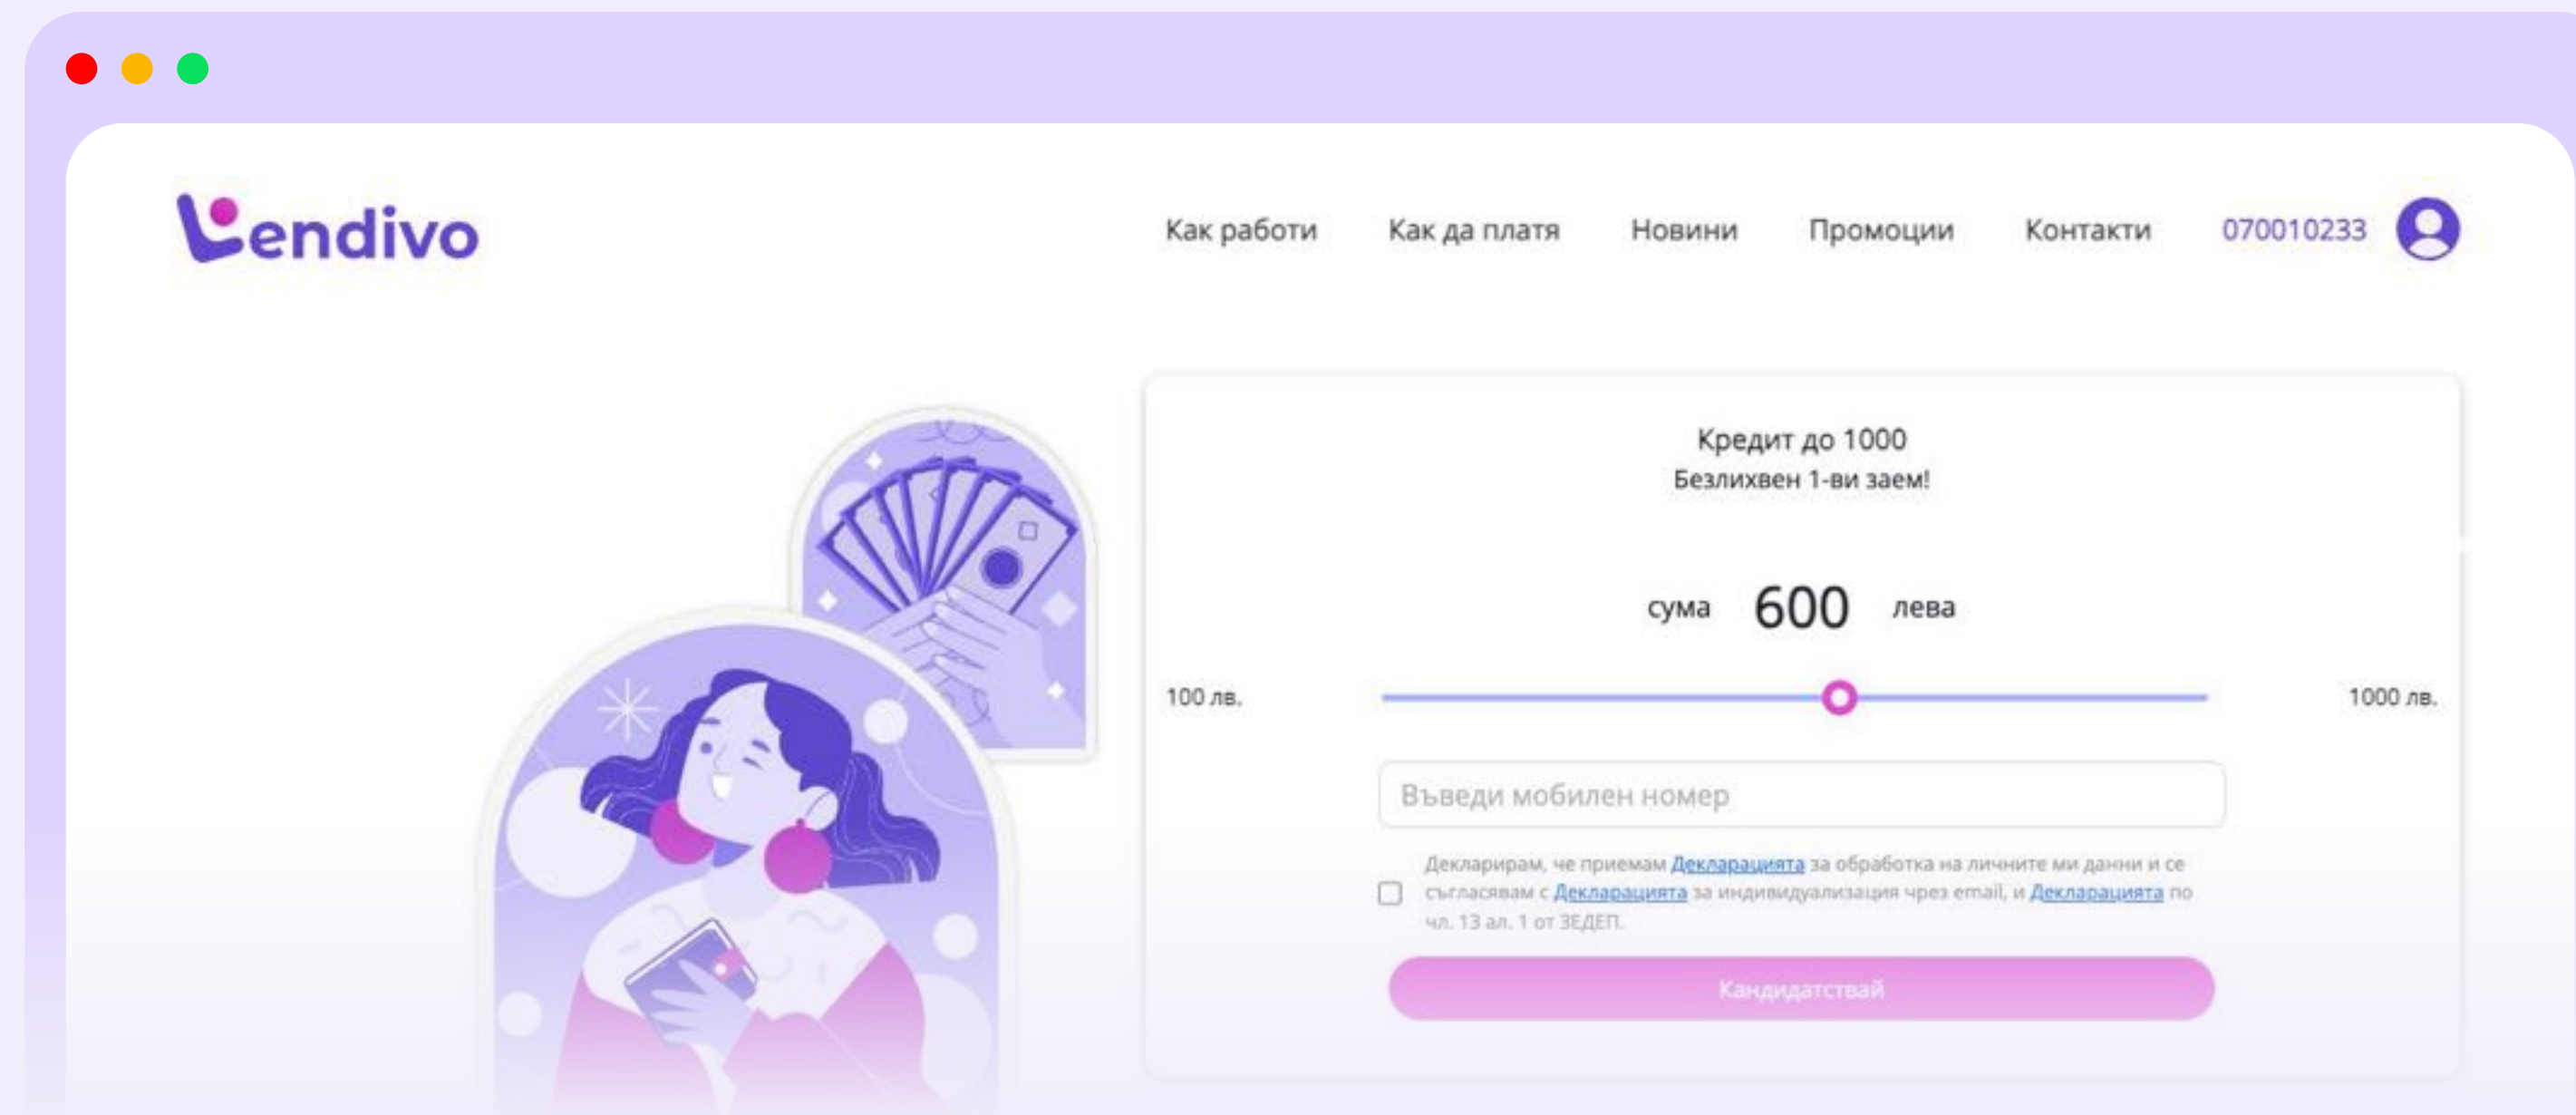 Lendivo
Как работи Как да платя Новини Промоции Контакти 070010233
Кредит до 1000
Безлихвен 1-ви заем!
сума 600 лева
100 лв. 1000 лв.
Въведи мобилен номер
Декларирам, че приемам Декларацията за обработка на личните ми данни и се
съгласявам с Декларацията за индивидуализация чрез email, и Декларацията по
чл. 13 ал. 1 от ЗЕДЕП.
Кандидатствай